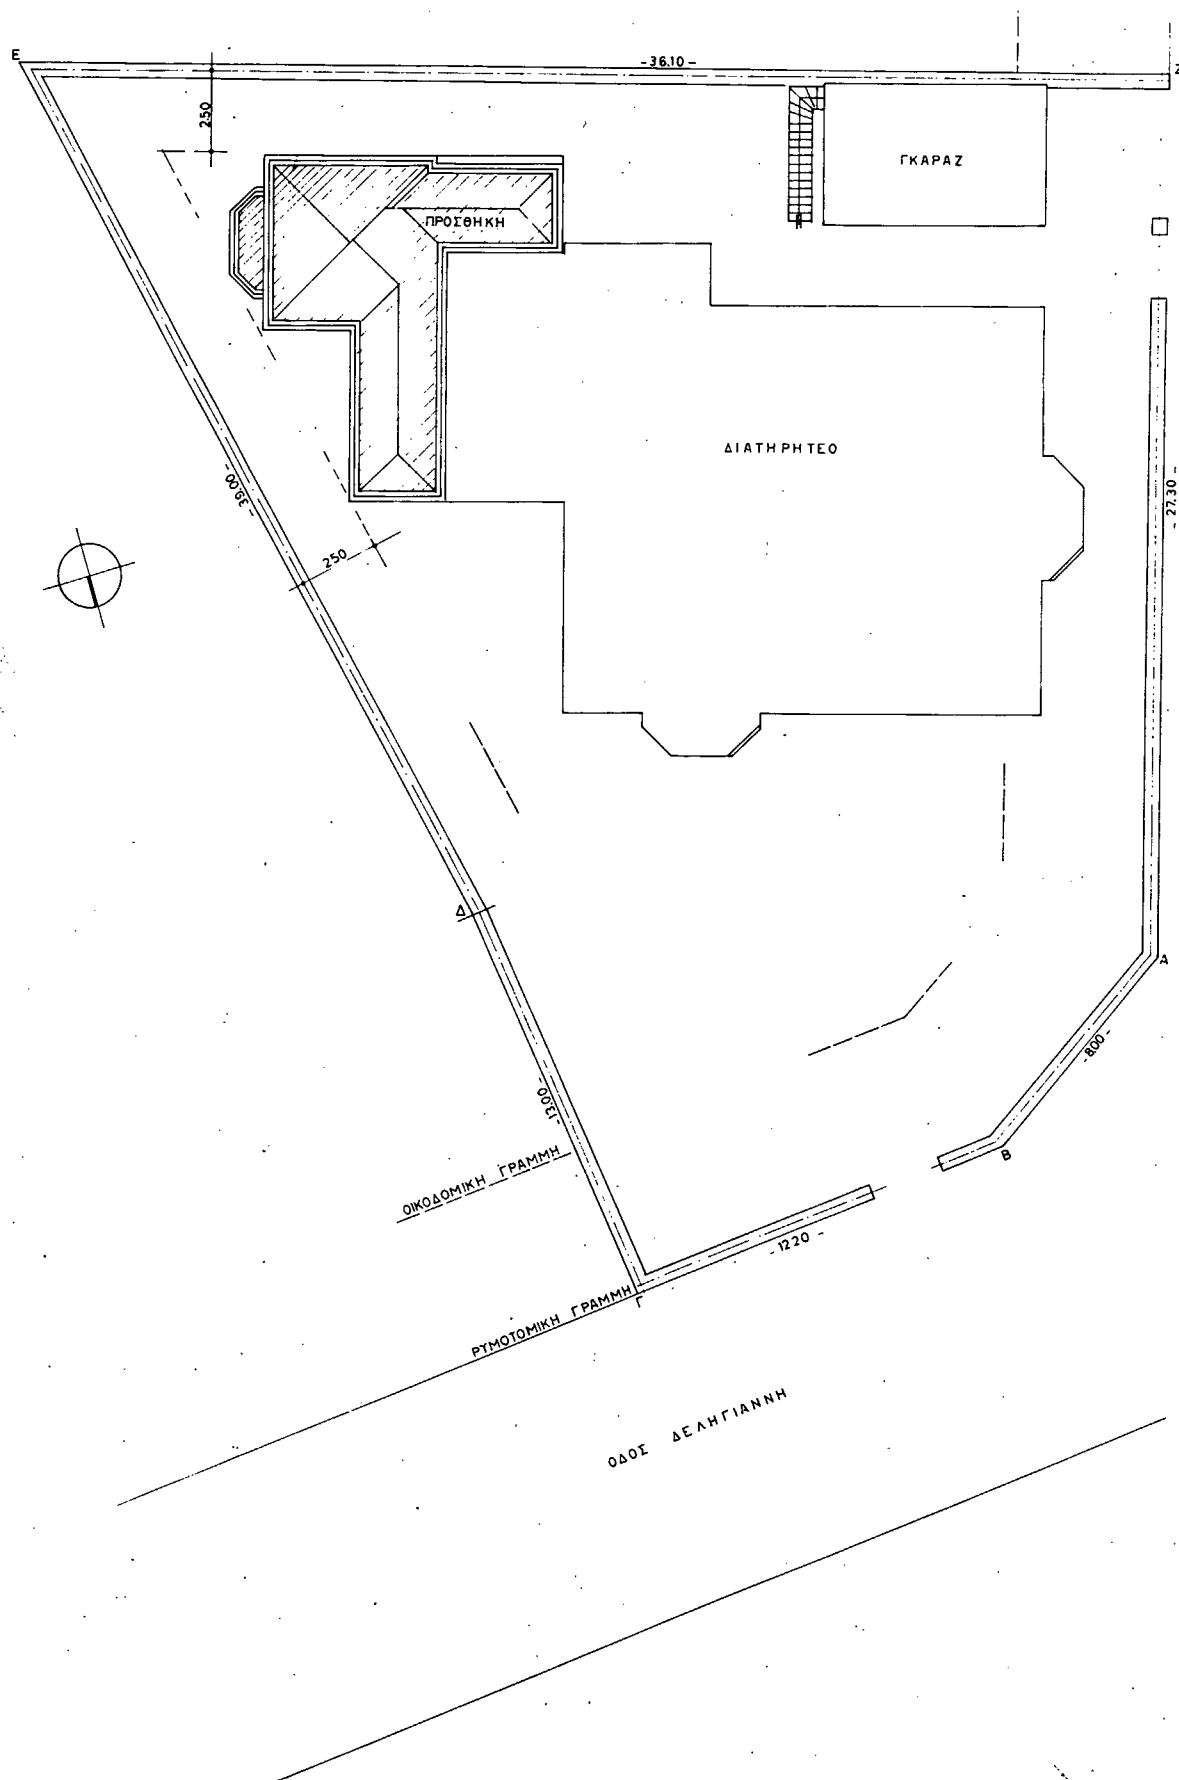 Ε
-36.10-
Ζ
250
ΓΚΑΡΑΖ
ΠΡΟΣΘΗΚΗ
ΔΙΑΤΗΡΗΤΕΟ
-39.00-
-27.30-
250
Δ
Α
-8.00-
-13.00-
Β
ΟΙΚΟΔΟΜΙΚΗ ΓΡΑΜΜΗ
-12.20-
ΡΥΜΟΤΟΜΙΚΗ ΓΡΑΜΜΗ
Γ
ΟΔΟΣ ΔΕΛΗΓΙΑΝΝΗ